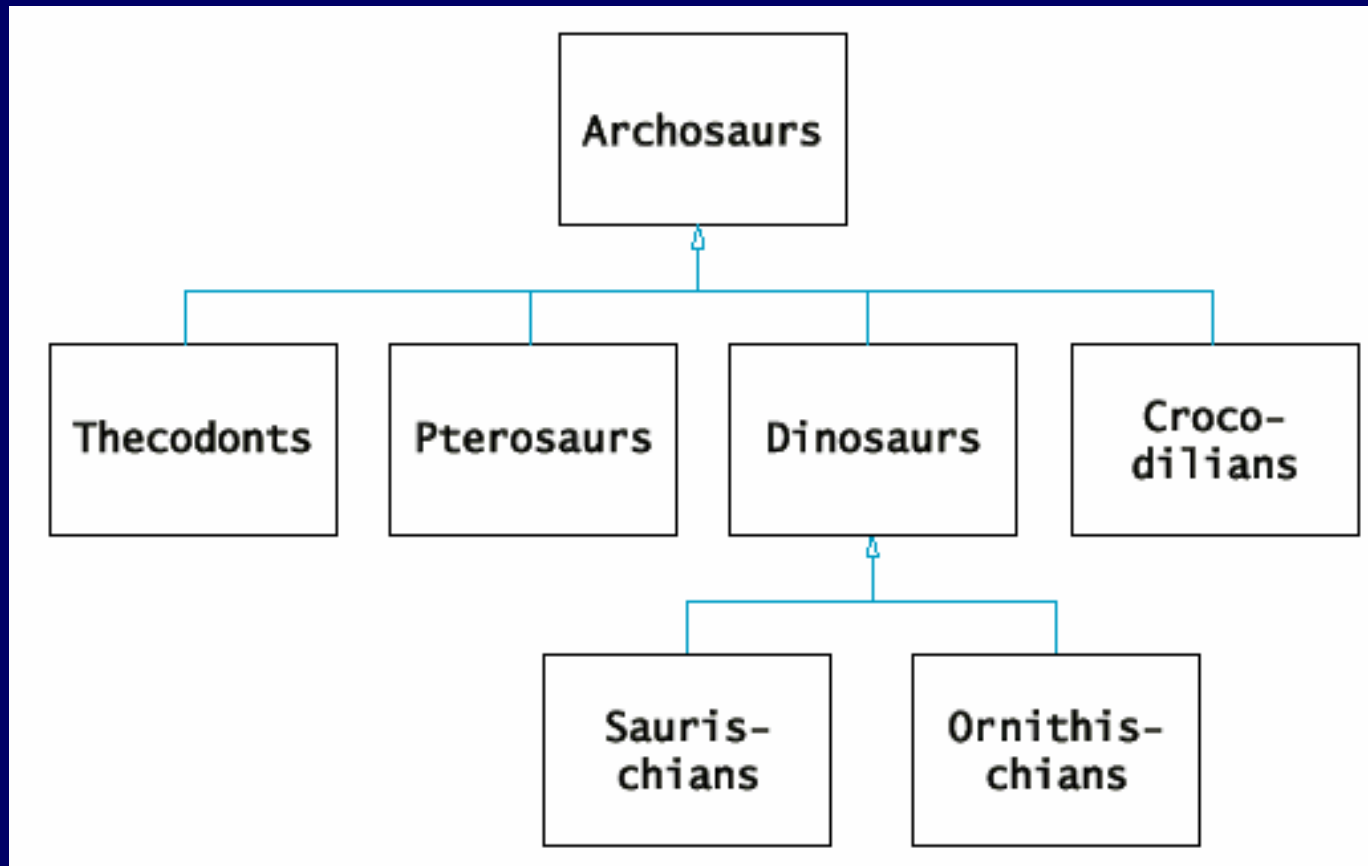 Archosaurs
Thecodonts
Pterosaurs
Dinosaurs
Croco-
dilians
Sauris-
chians
Ornithis-
chians